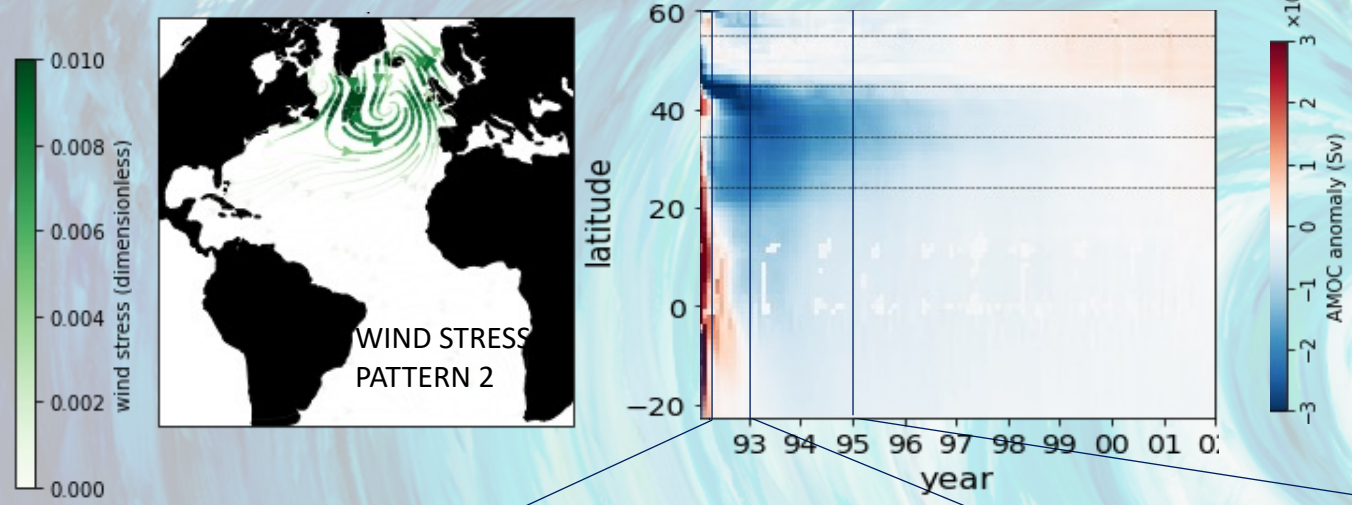 0.010
0.008
0.006
0.004
0.002
0.000
wind stress (dimensionless)
WIND STRESS
PATTERN 2
latitude
60
40
20
0
−20
93 94 95 96 97 98 99 00 01
year
3
2
1
0
−1
−2
−3
AMOC anomaly (Sv)